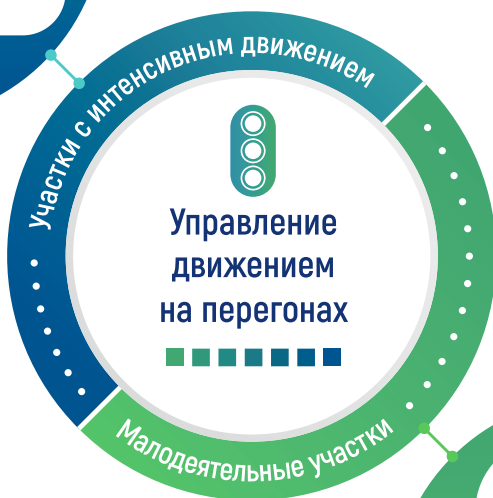 Участки с интенсивным движением
Управление
движением
на перегонах
Малодеятельные участки